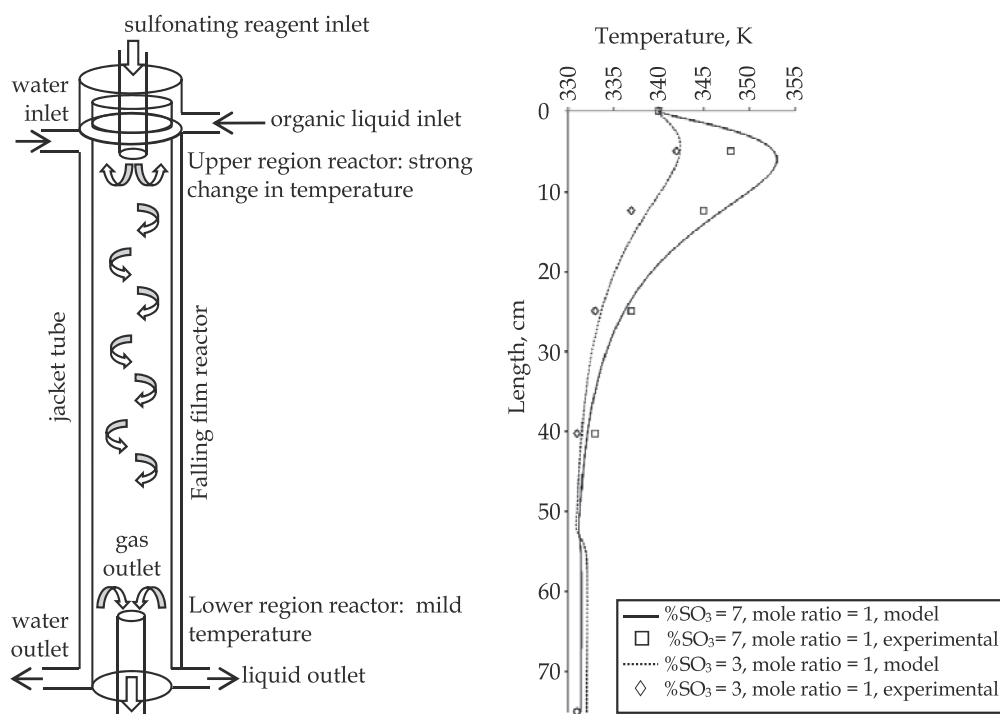 sulfonating reagent inlet
water
inlet
organic liquid inlet
Upper region reactor: strong
change in temperature
jacket tube
Falling film reactor
gas
outlet
Lower region reactor: mild
temperature
water
outlet
liquid outlet
Temperature, K
330
335
340
345
350
355
Length, cm
0
10
20
30
40
50
60
70
%SO₃ = 7, mole ratio = 1, model
%SO₃ = 7, mole ratio = 1, experimental
%SO₃ = 3, mole ratio = 1, model
%SO₃ = 3, mole ratio = 1, experimental